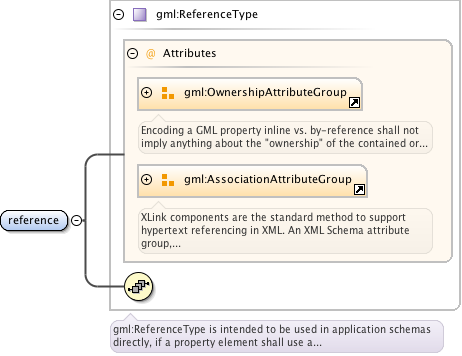 gml:ReferenceType
@ Attributes
gml:OwnershipAttributeGroup
Encoding a GML property inline vs. by-reference shall not
imply anything about the "ownership" of the contained or...
gml:AssociationAttributeGroup
XLink components are the standard method to support
hypertext referencing in XML. An XML Schema attribute
group,...
reference
gml:ReferenceType is intended to be used in application schemas
directly, if a property element shall use a...